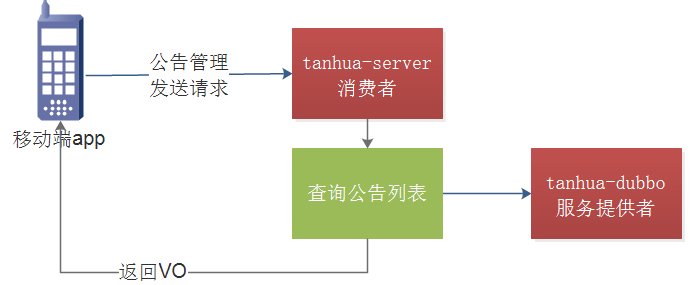 公告管理
发送请求
tanhua-server
消费者
移动端app
查询公告列表
tanhua-dubbo
服务提供者
返回VO